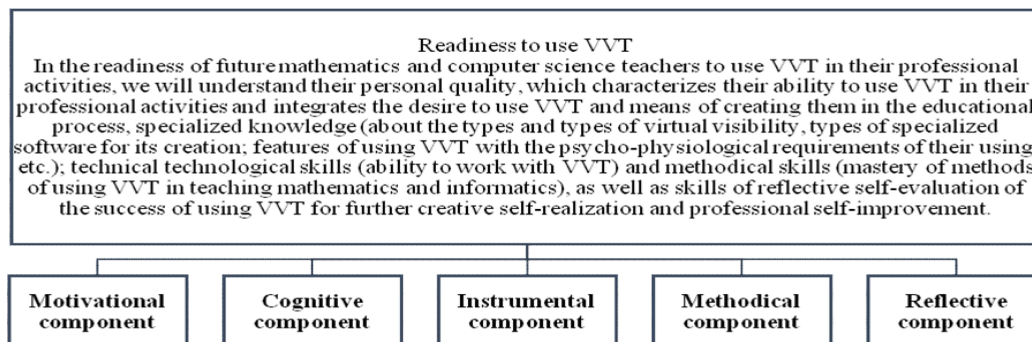 Readiness to use VVT
In the readiness of future mathematics and computer science teachers to use VVT in their professional
activities, we will understand their personal quality, which characterizes their ability to use VVT in their
professional activities and integrates the desire to use VVT and means of creating them in the educational
process, specialized knowledge (about the types and types of virtual visibility, types of specialized
software for its creation; features of using VVT with the psycho-physiological requirements of their using
etc.); technical technological skills (ability to work with VVT) and methodical skills (mastery of methods
of using VVT in teaching mathematics and informatics), as well as skills of reflective self-evaluation of
the success of using VVT for further creative self-realization and professional self-improvement.
Motivational
component
Cognitive
component
Instrumental
component
Methodical
component
Reflective
component